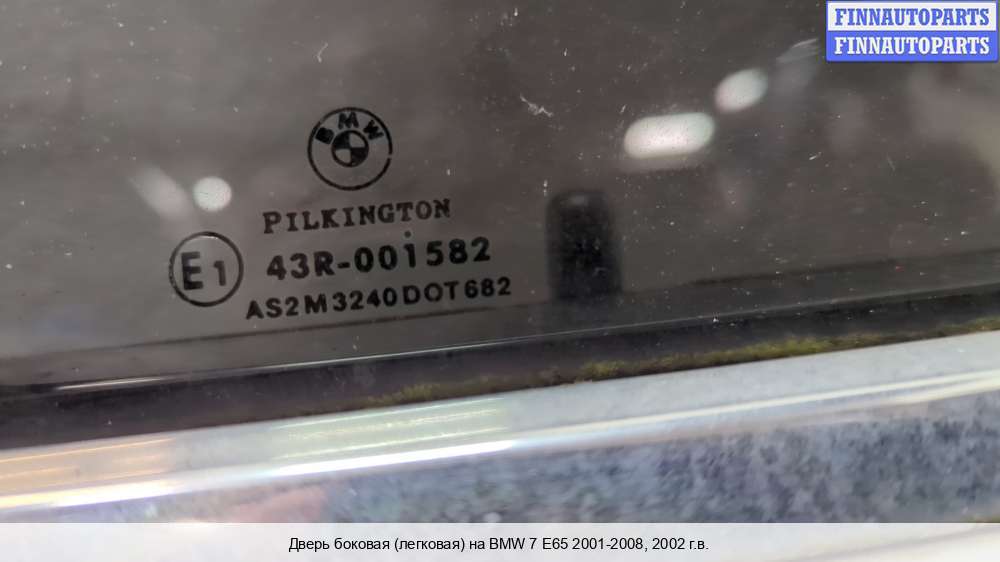 FINNAUTOPARTS
FINNAUTOPARTS
BMW
PILKINGTON
E1 43R-001582
AS2M3240DOT682
Дверь боковая (легковая) на BMW 7 E65 2001-2008, 2002 г.в.